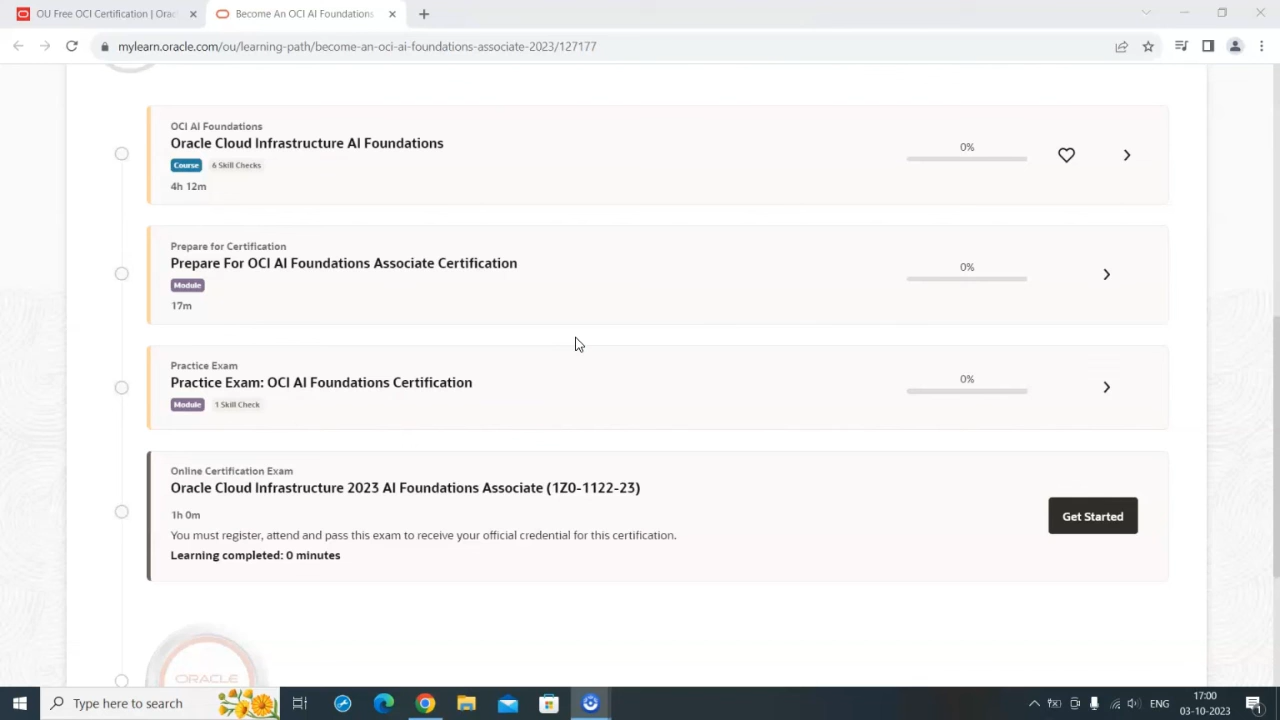 OU Free OCI Certification | Orac
Become An OCI AI Foundations
mylearn.oracle.com/ou/learning-path/become-an-oci-ai-foundations-associate-2023/127177
OCI AI Foundations
Oracle Cloud Infrastructure AI Foundations
Course 6 Skill Checks
4h 12m
0%
Prepare for Certification
Prepare For OCI AI Foundations Associate Certification
Module
17m
0%
Practice Exam
Practice Exam: OCI AI Foundations Certification
Module 1 Skill Check
0%
Online Certification Exam
Oracle Cloud Infrastructure 2023 AI Foundations Associate (1Z0-1122-23)
1h 0m
You must register, attend and pass this exam to receive your official credential for this certification.
Learning completed: 0 minutes
Get Started
ORACLE
Type here to search
ENG
17:00
03-10-2023
1